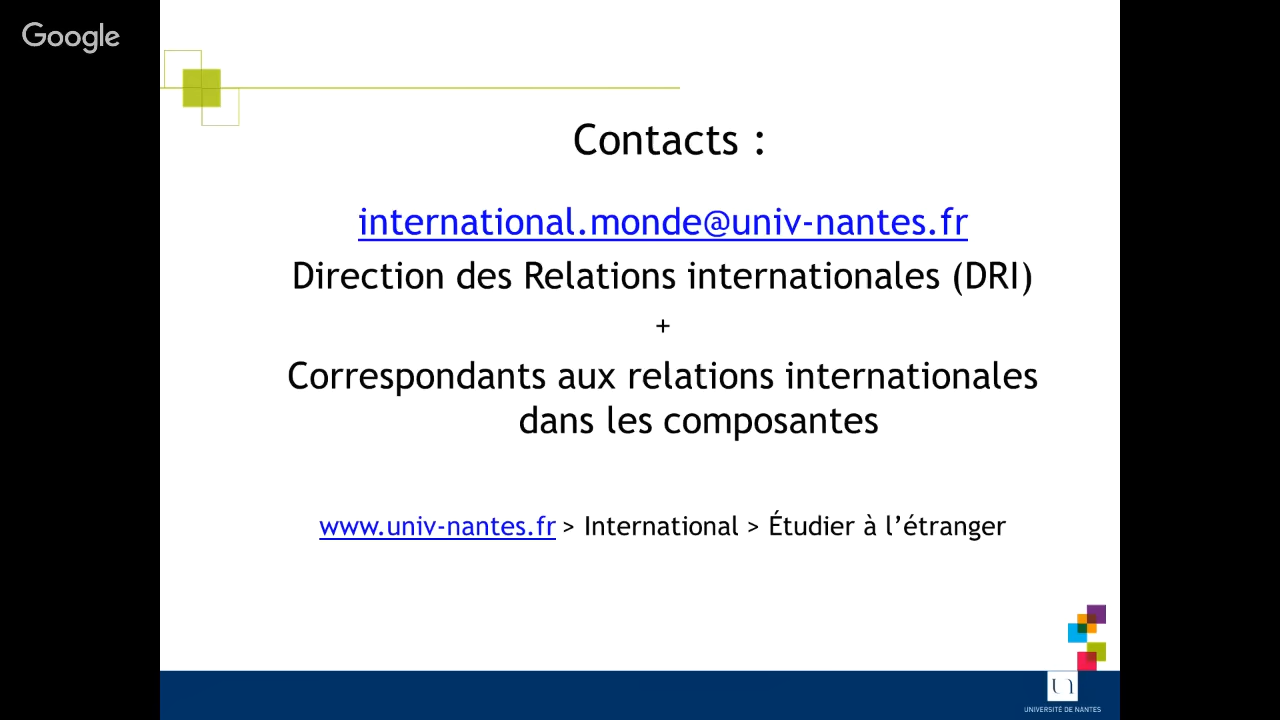 Google
Contacts :
international.monde@univ-nantes.fr
Direction des Relations internationales (DRI)
+
Correspondants aux relations internationales
dans les composantes
www.univ-nantes.fr > International > Étudier à l’étranger
UNIVERSITÉ DE NANTES